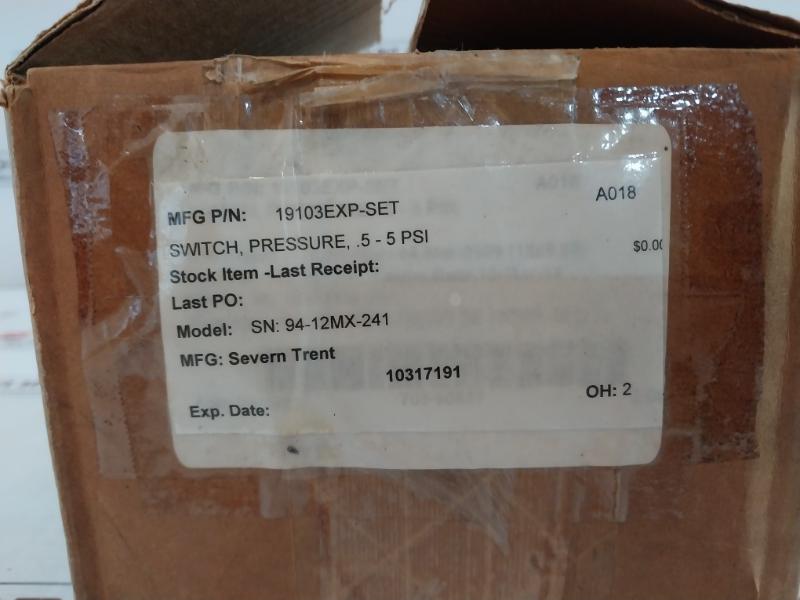 MFG P/N: 19103EXP-SET A018
SWITCH, PRESSURE, .5 - 5 PSI $0.00
Stock Item -Last Receipt:
Last PO:
Model: SN: 94-12MX-241
MFG: Severn Trent
10317191
Exp. Date: OH: 2